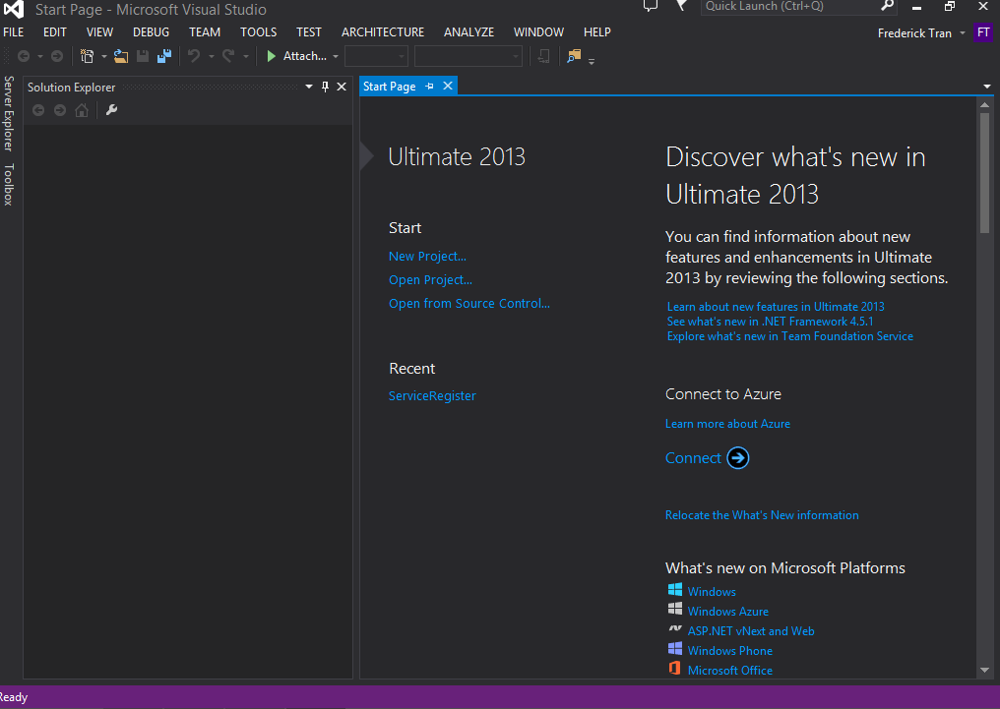 Start Page - Microsoft Visual Studio
Quick Launch (Ctrl+Q)
FILE EDIT VIEW DEBUG TEAM TOOLS TEST ARCHITECTURE ANALYZE WINDOW HELP
Frederick Tran FT
Attach...
Server Explorer
Toolbox
Solution Explorer
Start Page
Ultimate 2013
Start
New Project...
Open Project...
Open from Source Control...
Recent
ServiceRegister
Discover what's new in
Ultimate 2013
You can find information about new
features and enhancements in Ultimate
2013 by reviewing the following sections.
Learn about new features in Ultimate 2013
See what's new in .NET Framework 4.5.1
Explore what's new in Team Foundation Service
Connect to Azure
Learn more about Azure
Connect
Relocate the What's New information
What's new on Microsoft Platforms
Windows
Windows Azure
ASP.NET vNext and Web
Windows Phone
Microsoft Office
Ready